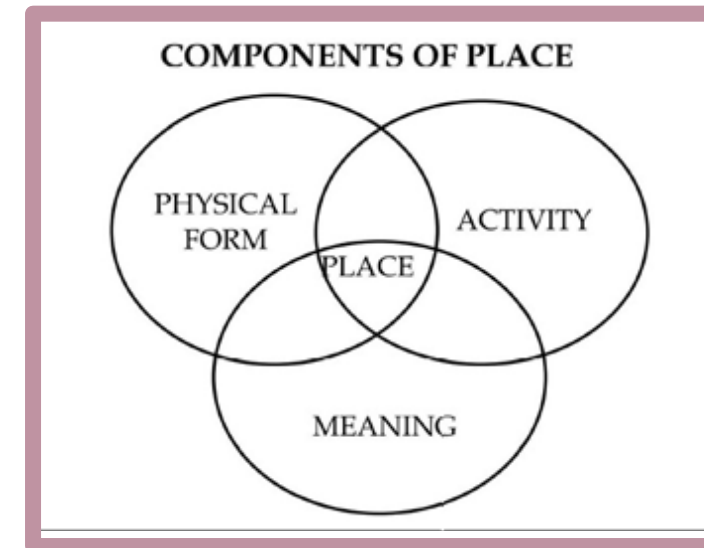 COMPONENTS OF PLACE
PHYSICAL
FORM
ACTIVITY
PLACE
MEANING